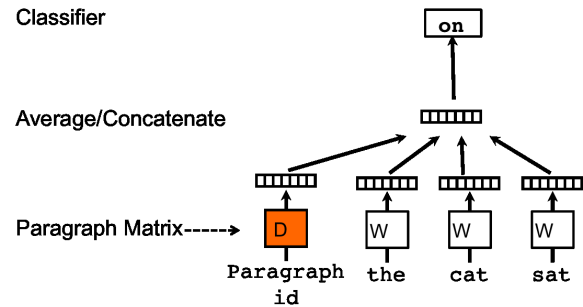 Classifier
on
Average/Concatenate
Paragraph Matrix
D
W
W
W
Paragraph
id
the
cat
sat